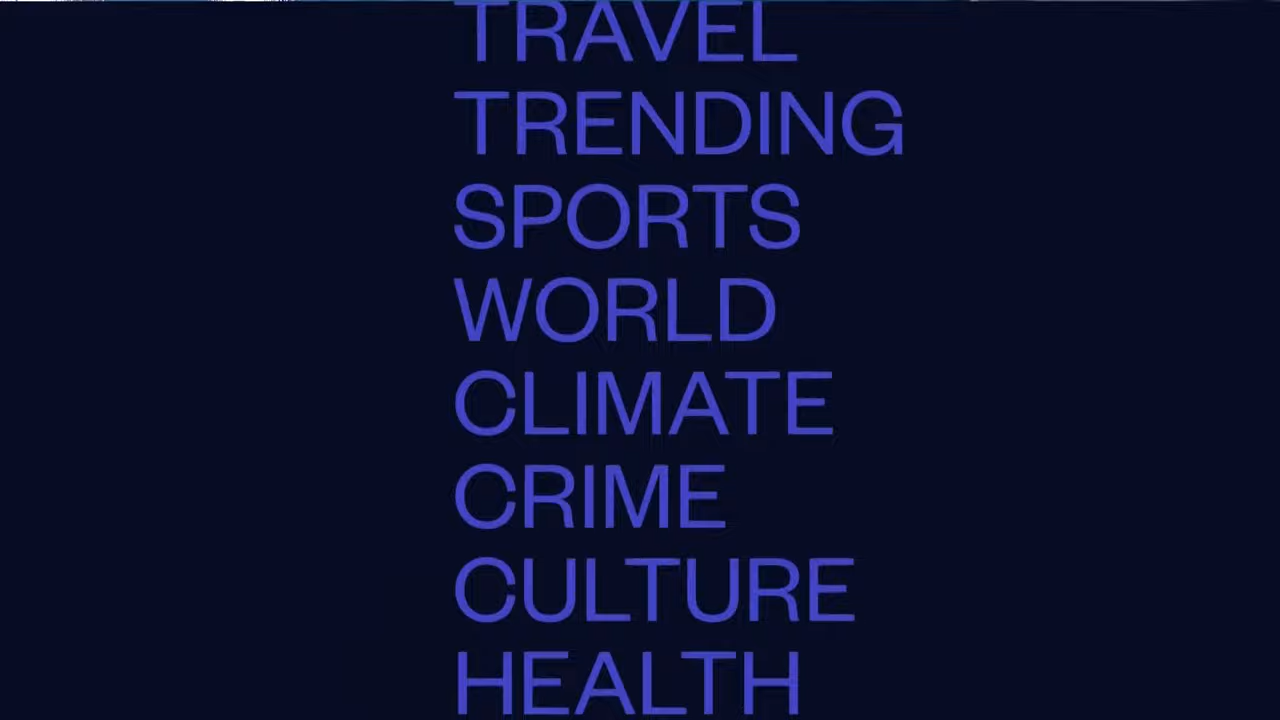 TRAVEL
TRENDING
SPORTS
WORLD
CLIMATE
CRIME
CULTURE
HEALTH